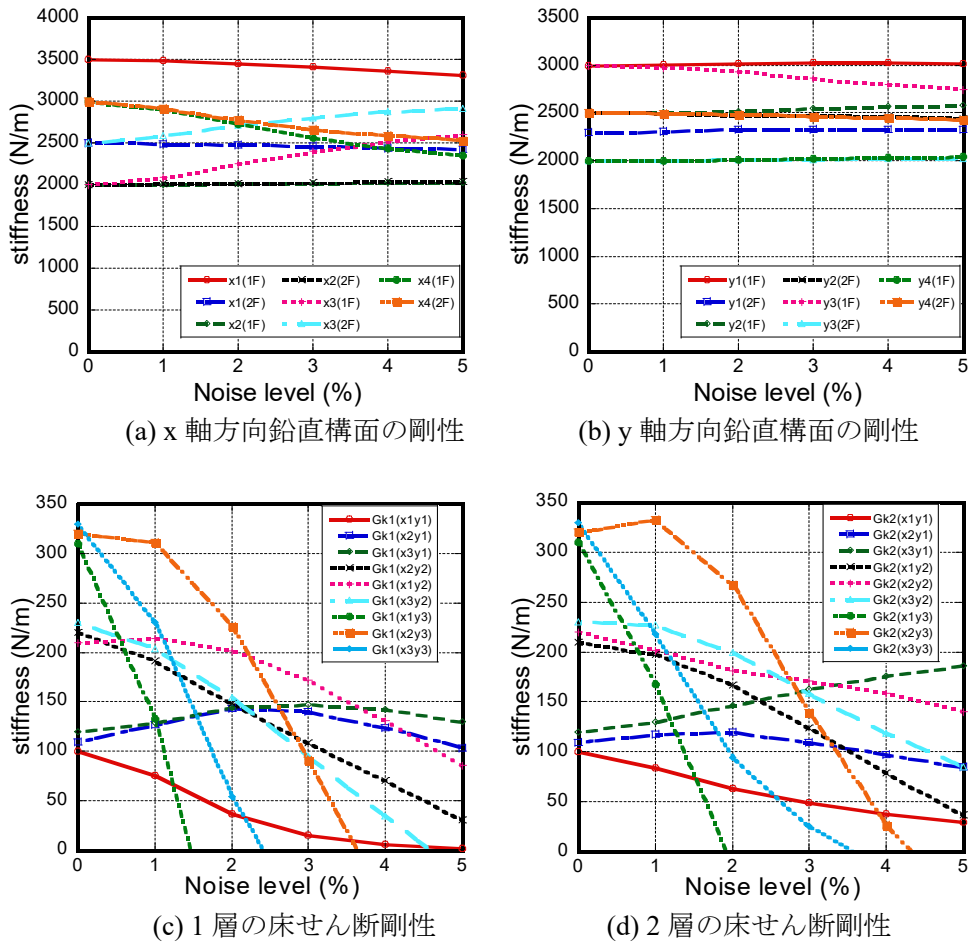 3500
3000
2500
2000
1500
1000
500
0
4000
stiffness (N/m)
0 1 2 3 4 5
Noise level (%)
x1(1F) x2(2F) x4(1F)
x1(2F) x3(1F) x4(2F)
x2(1F) x3(2F)
(a) x 軸方向鉛直構面の剛性
3500
3000
2500
2000
1500
1000
500
0
stiffness (N/m)
0 1 2 3 4 5
Noise level (%)
y1(1F) y2(2F) y4(1F)
y1(2F) y3(1F) y4(2F)
y2(1F) y3(2F)
(b) y 軸方向鉛直構面の剛性
350
300
250
200
150
100
50
0
stiffness (N/m)
0 1 2 3 4 5
Noise level (%)
Gk1(x1y1)
Gk1(x2y1)
Gk1(x3y1)
Gk1(x2y2)
Gk1(x1y2)
Gk1(x3y2)
Gk1(x1y3)
Gk1(x2y3)
Gk1(x3y3)
(c) 1 層の床せん断剛性
350
300
250
200
150
100
50
0
stiffness (N/m)
0 1 2 3 4 5
Noise level (%)
Gk2(x1y1)
Gk2(x2y1)
Gk2(x3y1)
Gk2(x1y2)
Gk2(x2y2)
Gk2(x3y2)
Gk2(x1y3)
Gk2(x2y3)
Gk2(x3y3)
(d) 2 層の床せん断剛性